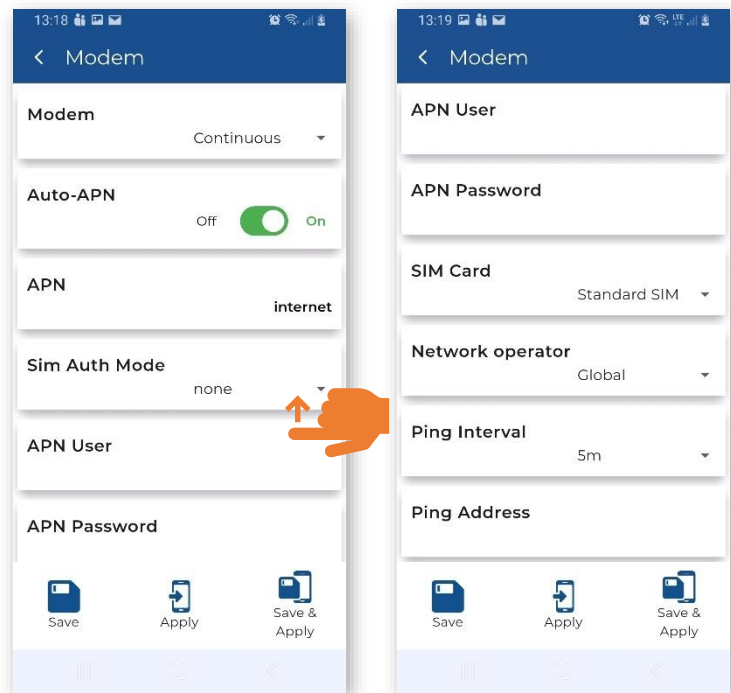 13:18
Modem
Modem
Continuous
Auto-APN
Off On
APN
internet
Sim Auth Mode
none
APN User
APN Password
Save
Apply
Save &
Apply
13:19
LTE
Modem
APN User
APN Password
SIM Card
Standard SIM
Network operator
Global
Ping Interval
5m
Ping Address
Save
Apply
Save &
Apply